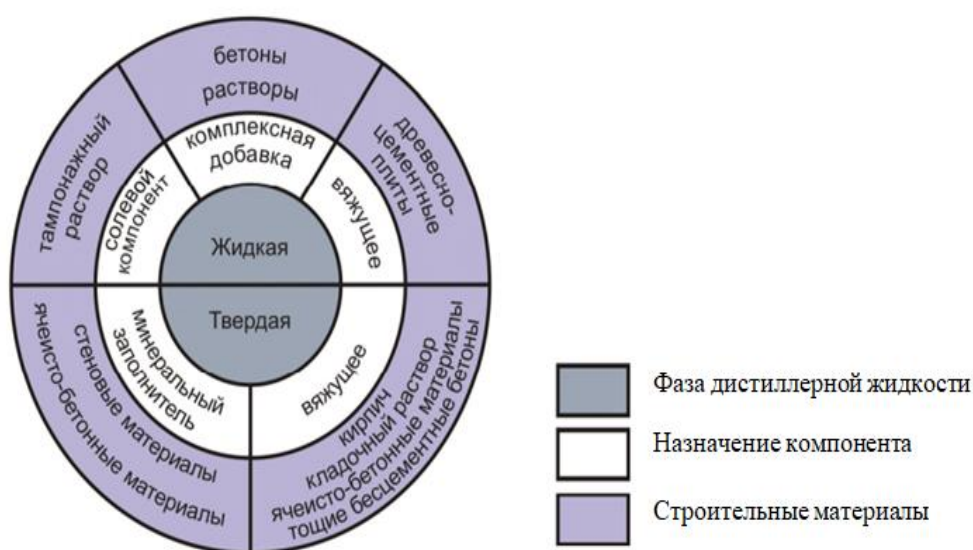 бетоны
растворы
тампонажный
раствор
древесно-
цементные
плиты
комплексная
добавка
солевой
компонент
вяжущее
Жидкая
Твердая
минеральный
заполнитель
вяжущее
стеновые материалы
ячеисто-бетонные материалы
кирпич
кладочный раствор
ячеисто-бетонные материалы
тощие бесцементные бетоны
Фаза дистиллерной жидкости
Назначение компонента
Строительные материалы